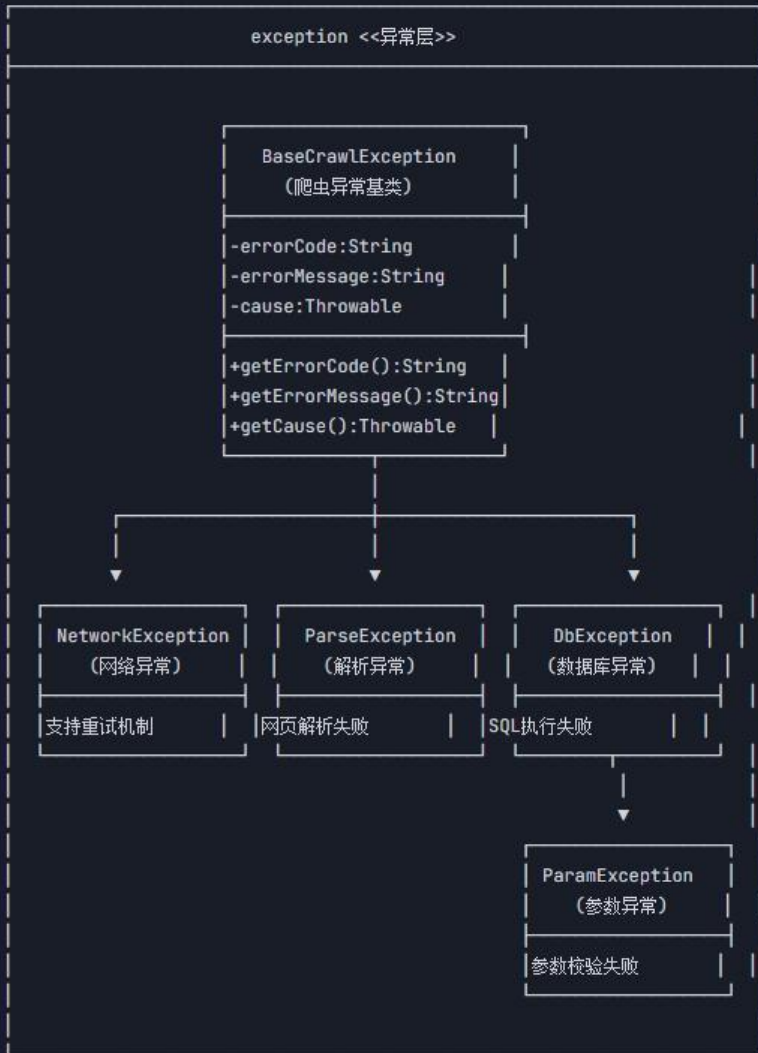 exception <<异常层>>
BaseCrawlException
(爬虫异常基类)
-errorCode:String
-errorMessage:String
-cause:Throwable
+getErrorCode():String
+getErrorMessage():String
+getCause():Throwable
NetworkException ParseException DbException
(网络异常) (解析异常) (数据库异常)
支持重试机制 网页解析失败 SQL执行失败
ParamException
(参数异常)
参数校验失败